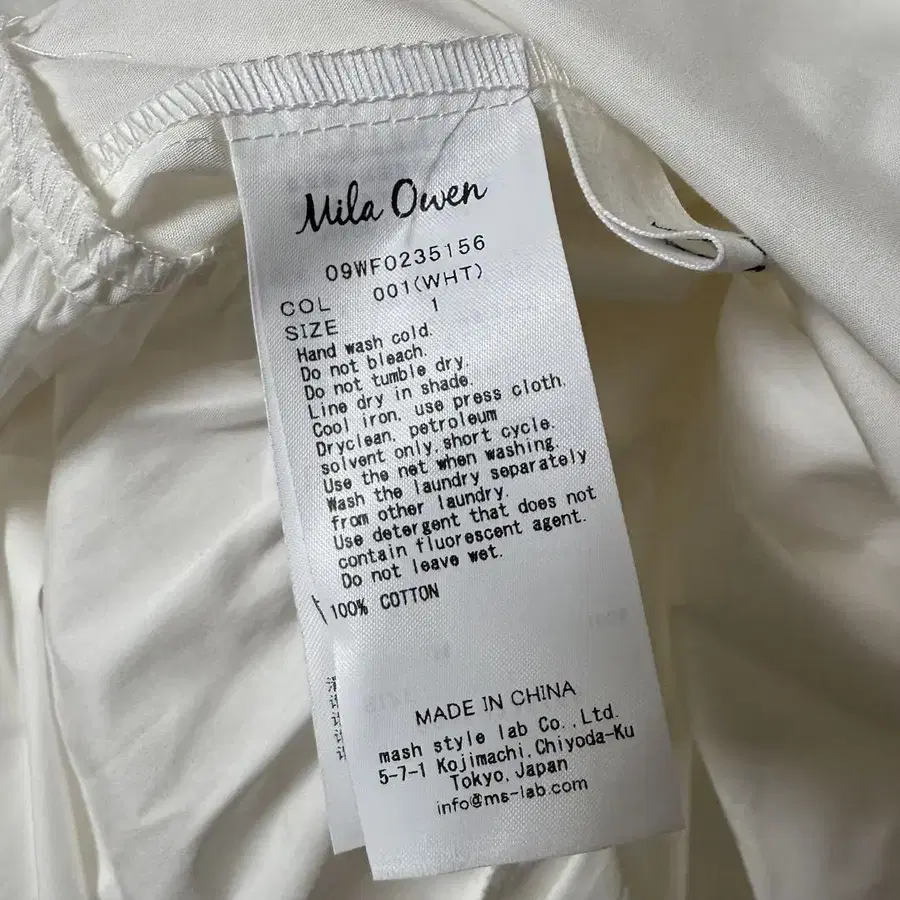 Mila Owen
09WF0235156
COL 001(WHT)
SIZE 1
Hand wash cold.
Do not bleach.
Do not tumble dry.
Line dry in shade.
Cool iron, use press cloth.
Dryclean, petroleum
solvent only, short cycle.
Use the net when washing.
Wash the laundry separately
from other laundry.
Use detergent that does not
contain fluorescent agent.
Do not leave wet.
100% COTTON
MADE IN CHINA
mash style lab Co.,Ltd.
5-7-1 Kojimachi,Chiyoda-Ku
Tokyo,Japan
info@ms-lab.com